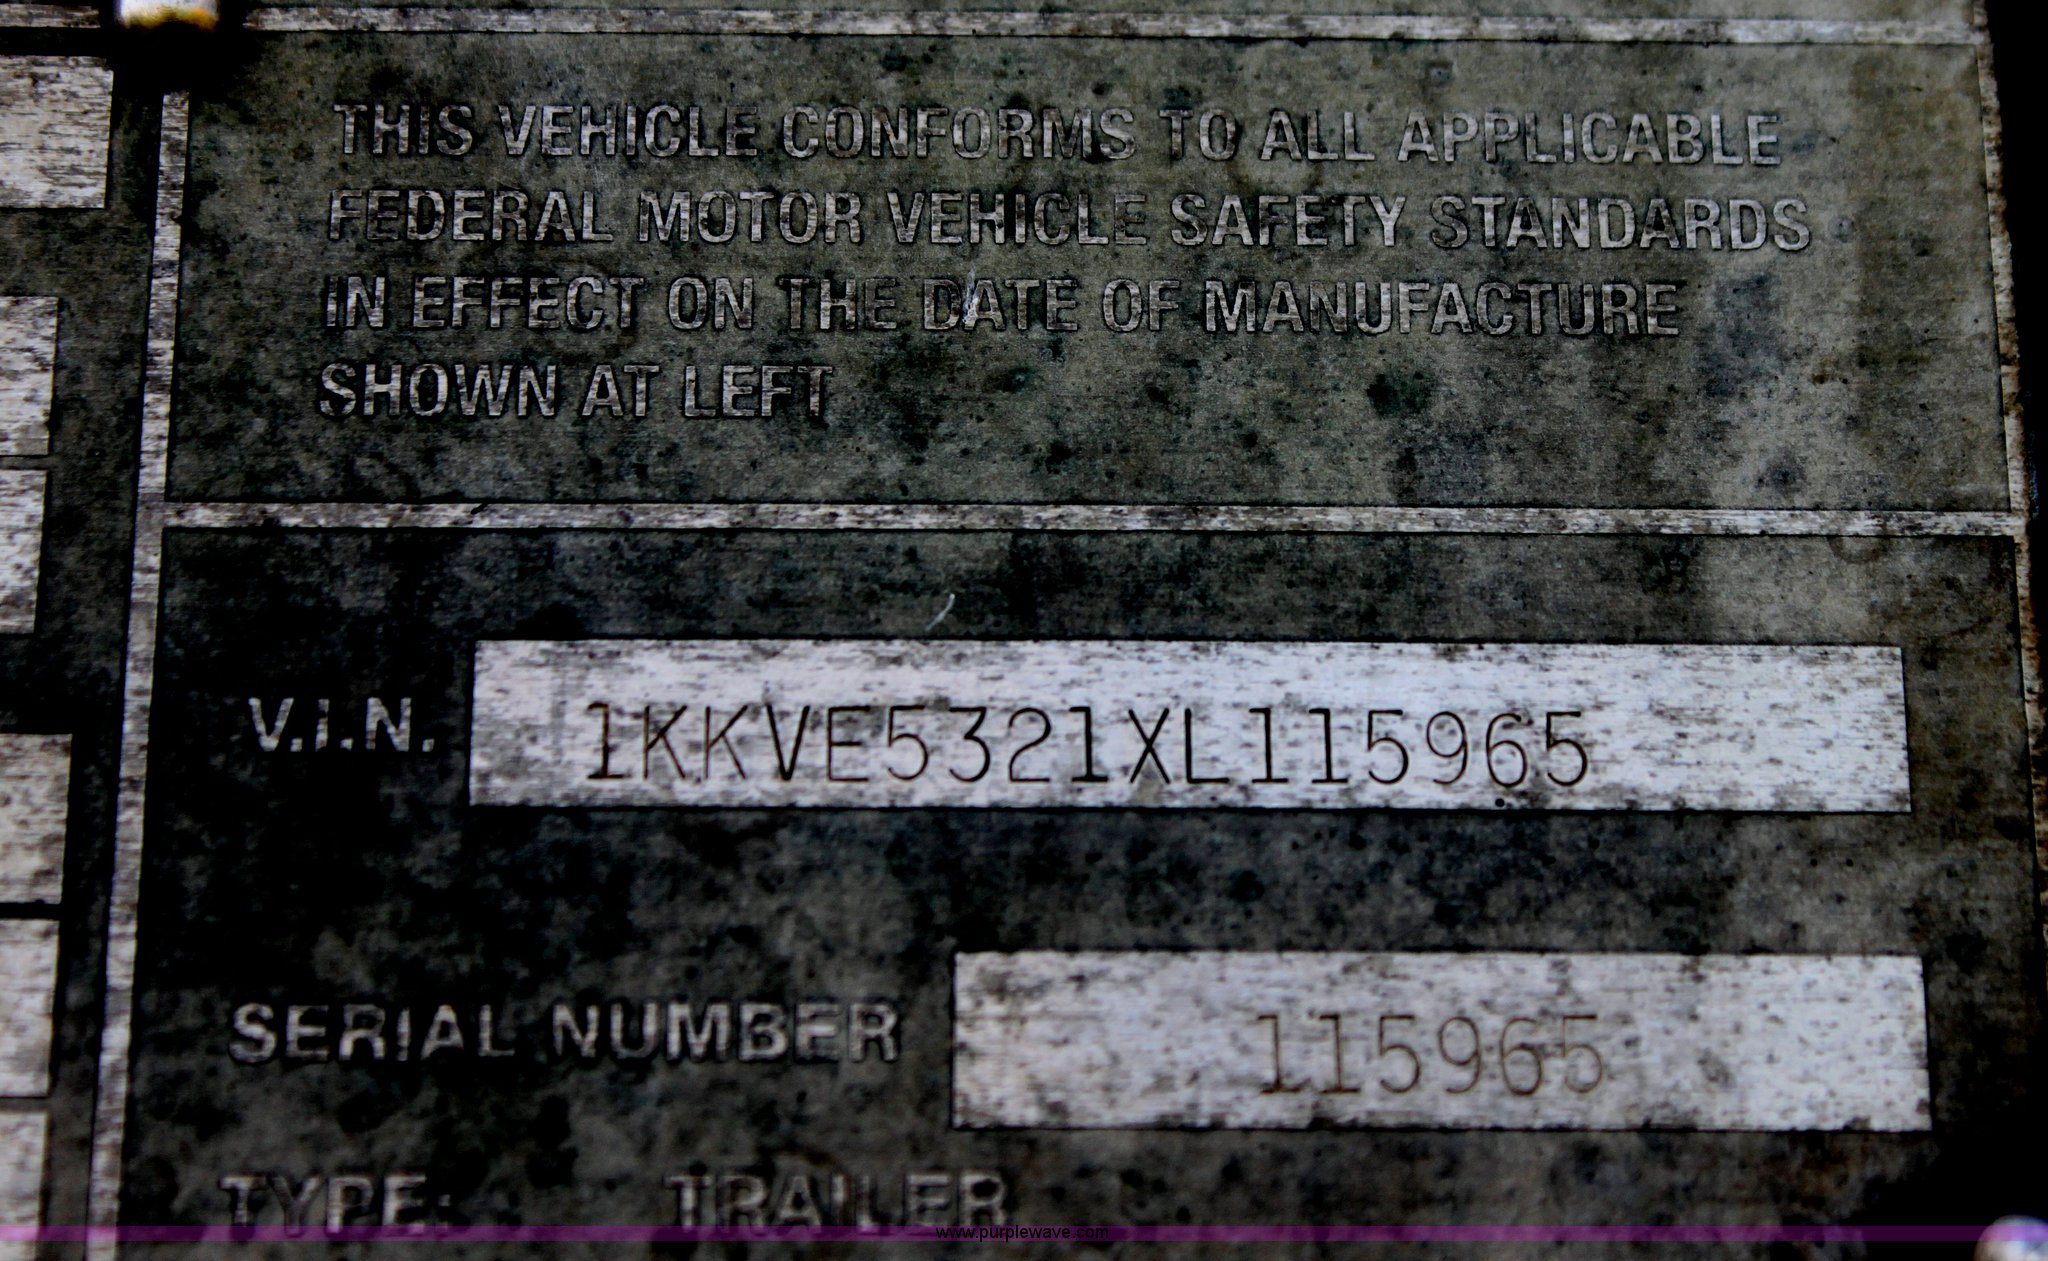 THIS VEHICLE CONFORMS TO ALL APPLICABLE
FEDERAL MOTOR VEHICLE SAFETY STANDARDS
IN EFFECT ON THE DATE OF MANUFACTURE
SHOWN AT LEFT
V.I.N. 1KKVE5321XL115965
SERIAL NUMBER 115965
TYPE: TRAILER
www.purplewave.com